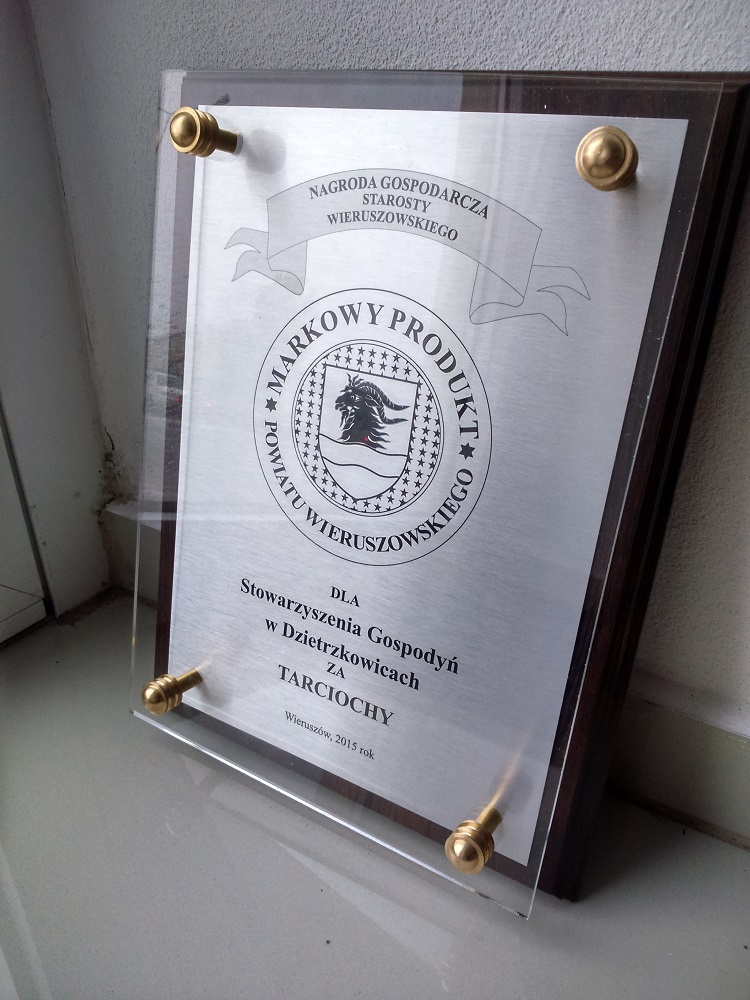 NAGRODA GOSPODARCZA
STAROSTY
WIERUSZOWSKIEGO
MARKOWY PRODUKT
POWIATU WIERUSZOWSKIEGO
DLA
Stowarzyszenia Gospodyń
w Dzietrzkowicach
ZA
TARCIOCHY
Wieruszów, 2015 rok